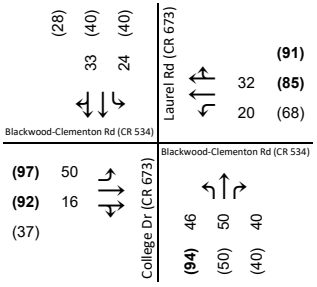 (28) (40) (40)
33 24
Blackwood-Clementon Rd (CR 534)
Laurel Rd (CR 673)
(91)
32 (85)
20 (68)
(97) 50
(92) 16
(37)
College Dr (CR 673)
Blackwood-Clementon Rd (CR 534)
46 50 40
(94) (50) (40)